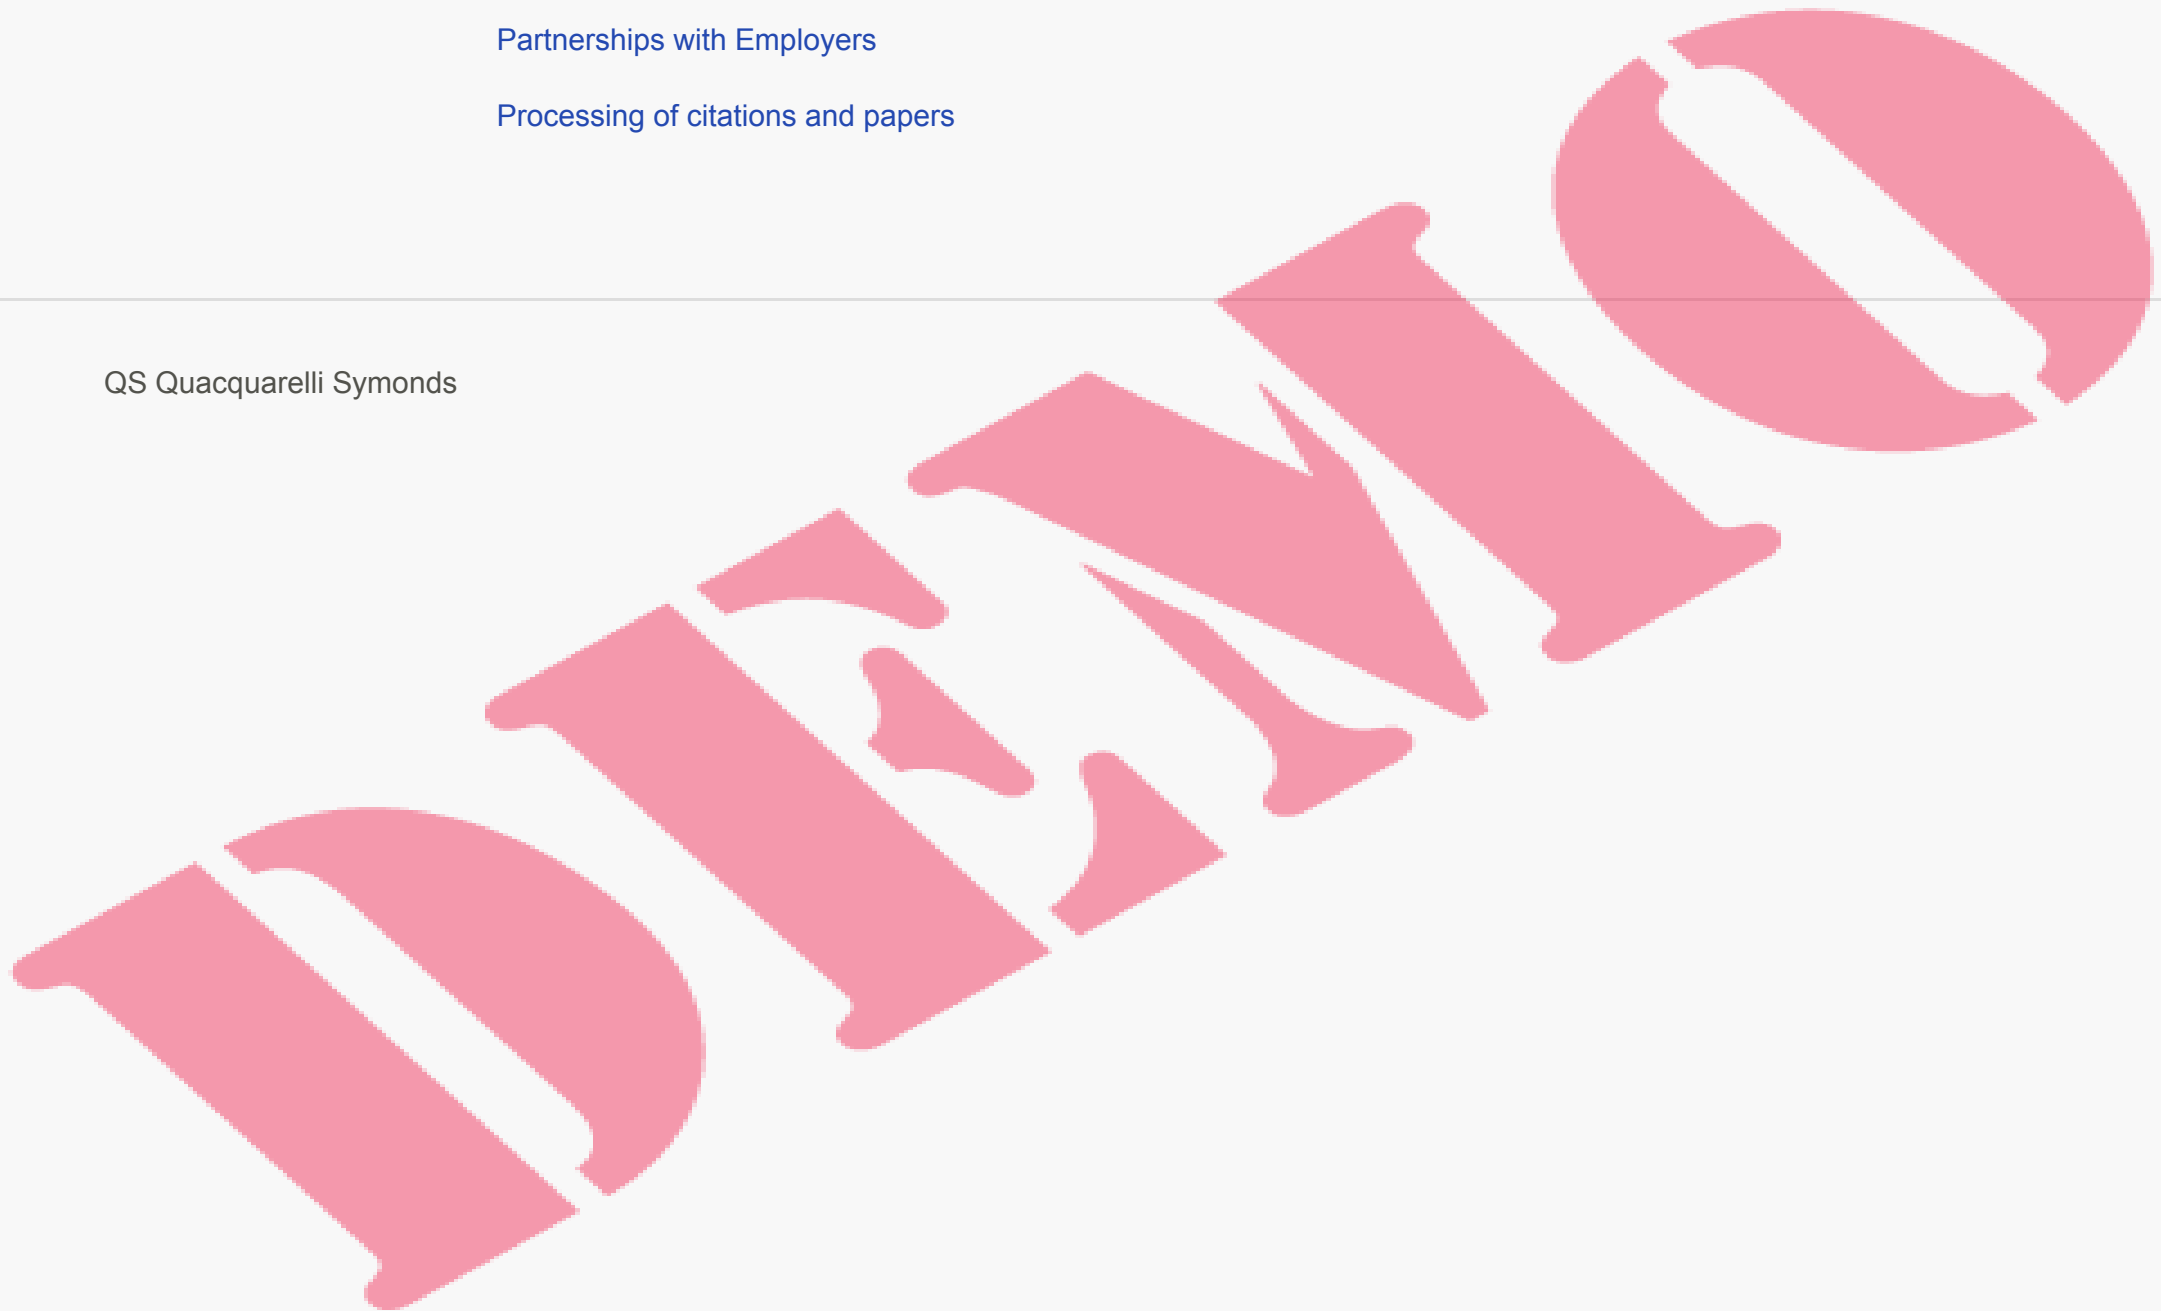 Partnerships with Employers
Processing of citations and papers
QS Quacquarelli Symonds
DEMO